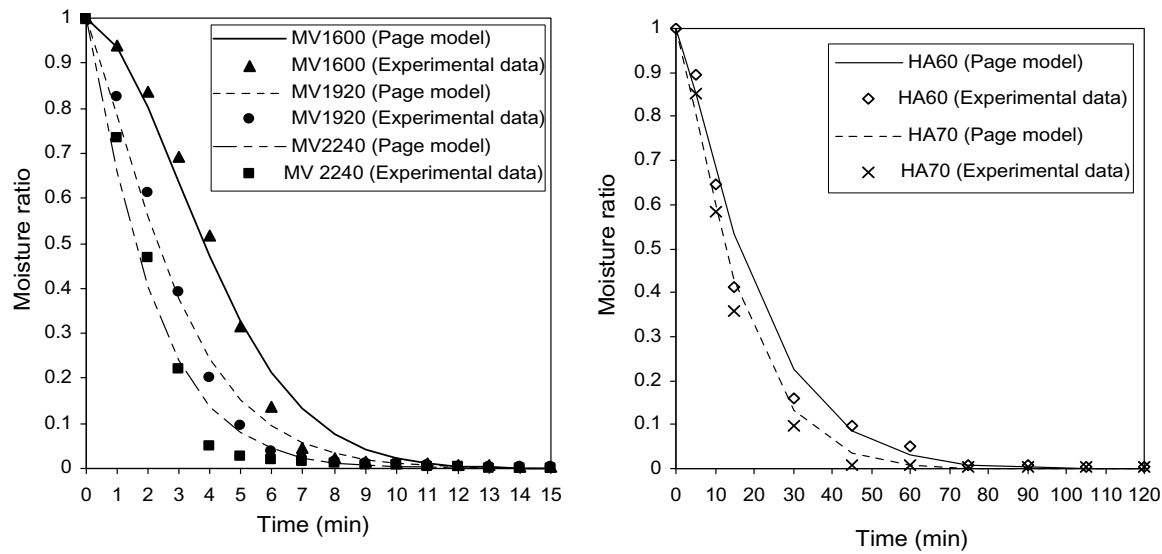 1
0.9
0.8
0.7
0.6
0.5
0.4
0.3
0.2
0.1
0
Moisture ratio
MV1600 (Page model)
MV1600 (Experimental data)
MV1920 (Page model)
MV1920 (Experimental data)
MV2240 (Page model)
MV 2240 (Experimental data)
0 1 2 3 4 5 6 7 8 9 10 11 12 13 14 15
Time (min)
1
0.9
0.8
0.7
0.6
0.5
0.4
0.3
0.2
0.1
0
Moisture ratio
HA60 (Page model)
HA60 (Experimental data)
HA70 (Page model)
HA70 (Experimental data)
0 10 20 30 40 50 60 70 80 90 100 110 120
Time (min)